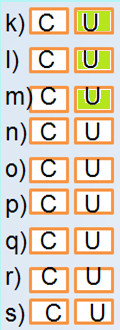 k) C U
l) C U
m) C U
n) C U
o) C U
p) C U
q) C U
r) C U
s) C U